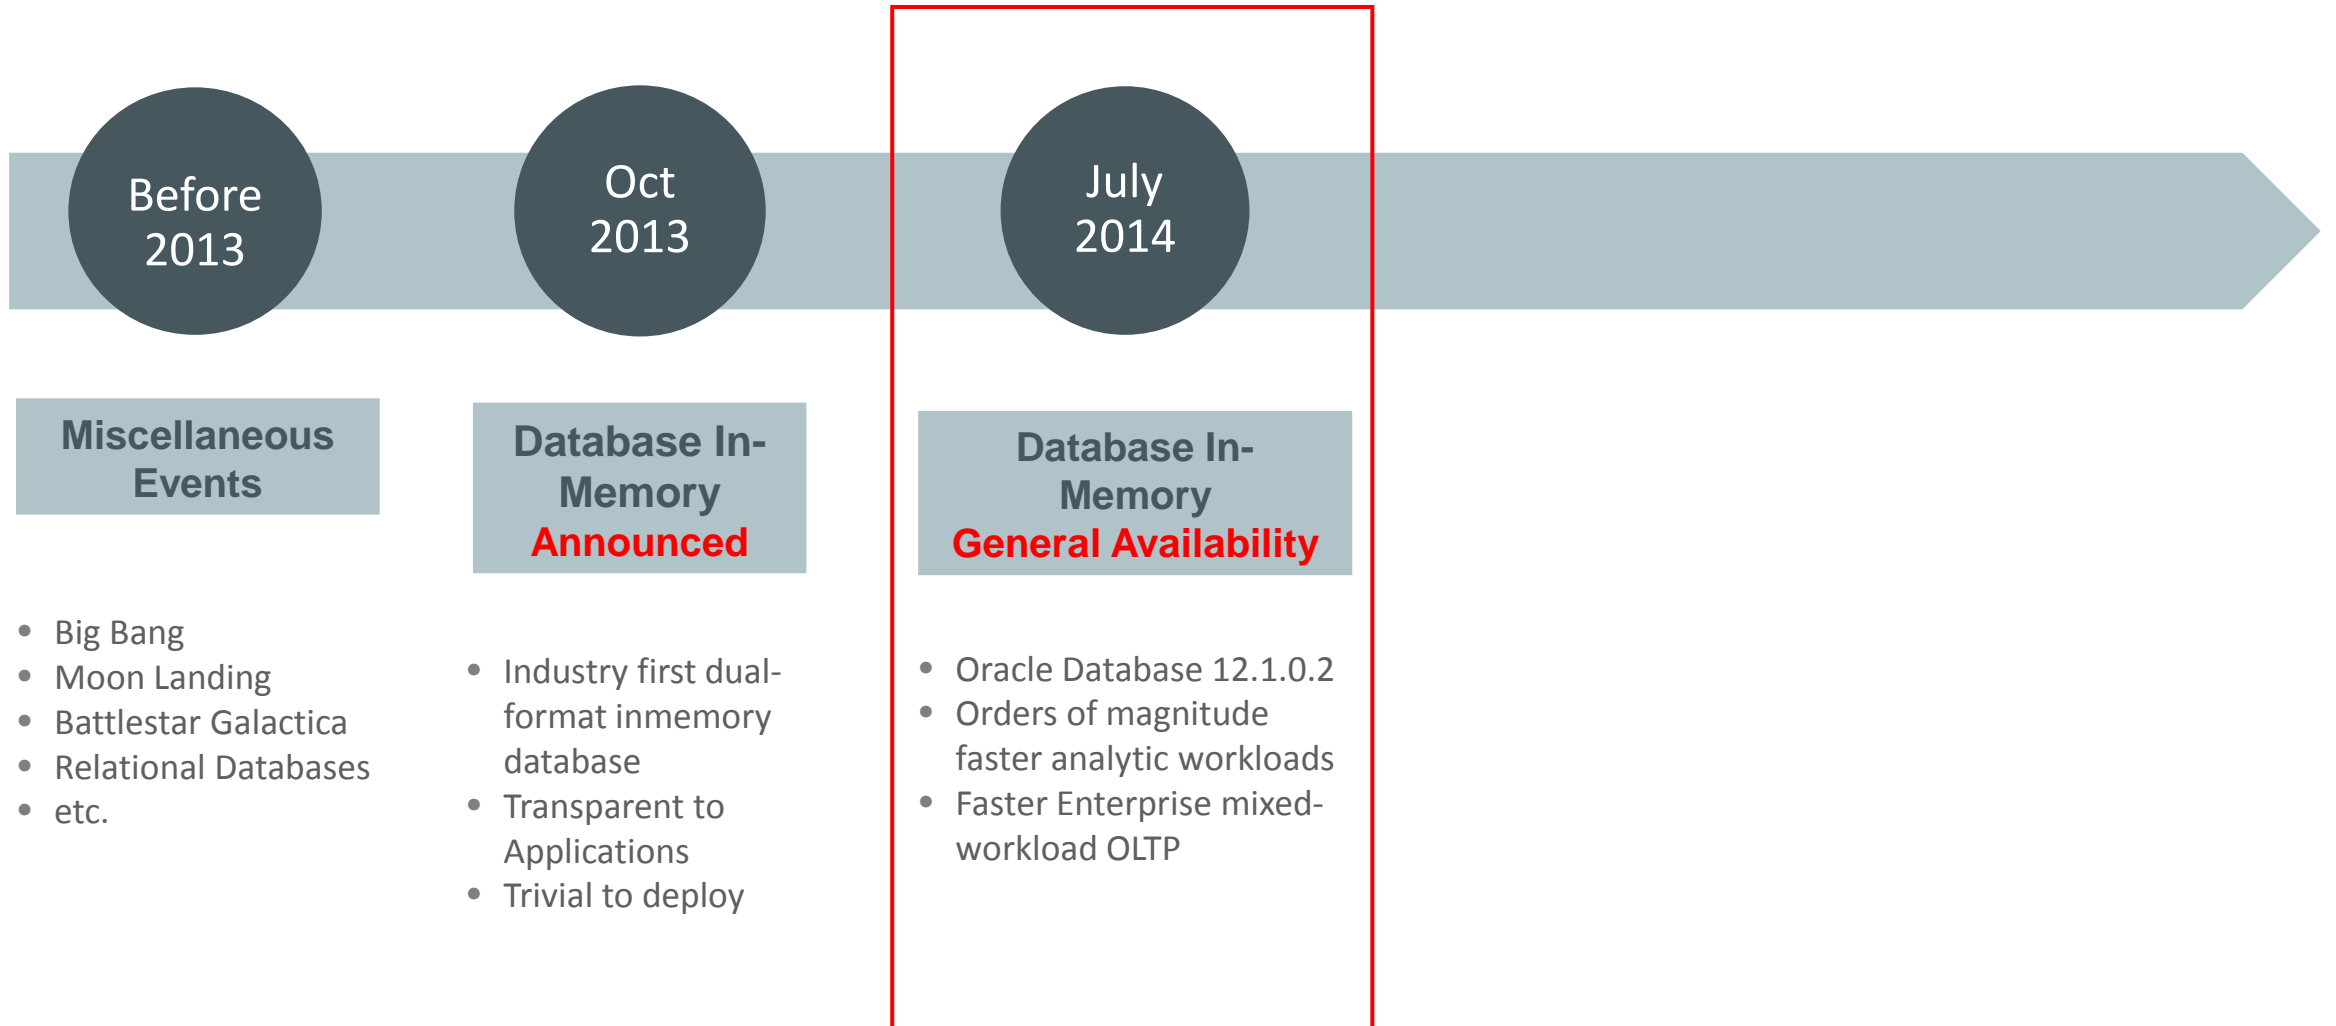 Before
2013
Oct
2013
July
2014
Miscellaneous
Events
Database In-
Memory
Announced
Database In-
Memory
General Availability
• Big Bang
• Moon Landing
• Battlestar Galactica
• Relational Databases
• etc.
• Industry first dual-
format inmemory
database
• Transparent to
Applications
• Trivial to deploy
• Oracle Database 12.1.0.2
• Orders of magnitude
faster analytic workloads
• Faster Enterprise mixed-
workload OLTP